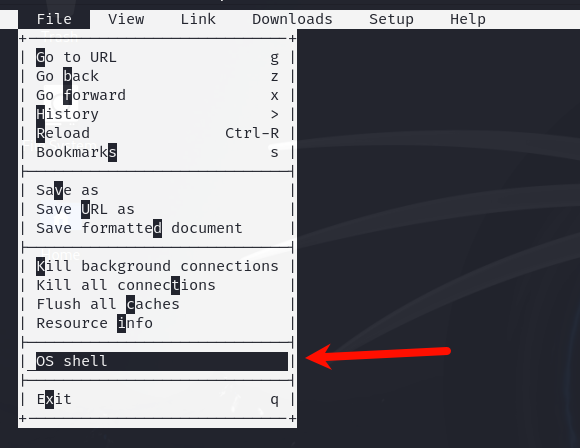 File View Link Downloads Setup Help
Go to URL g
Go back z
Go forward x
History >
Reload Ctrl-R
Bookmarks s
Save as
Save URL as
Save formatted document
Kill background connections
Kill all connections
Flush all caches
Resource info
OS shell
Exit q